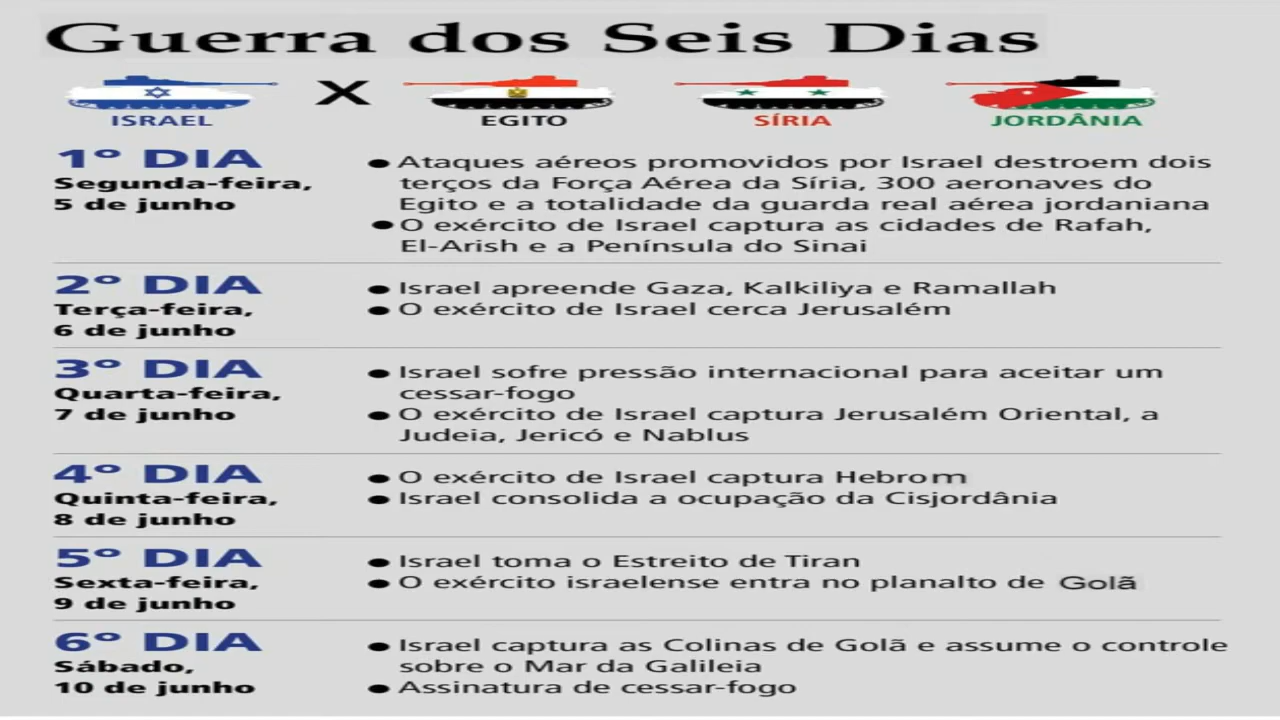 Guerra dos Seis Dias
ISRAEL X EGITO SÍRIA JORDÂNIA
1º DIA
Segunda-feira,
5 de junho
● Ataques aéreos promovidos por Israel destroem dois
terços da Força Aérea da Síria, 300 aeronaves do
Egito e a totalidade da guarda real aérea jordaniana
● O exército de Israel captura as cidades de Rafah,
El-Arish e a Península do Sinai
2º DIA
Terça-feira,
6 de junho
● Israel apreende Gaza, Kalkiliya e Ramallah
● O exército de Israel cerca Jerusalém
3º DIA
Quarta-feira,
7 de junho
● Israel sofre pressão internacional para aceitar um
cessar-fogo
● O exército de Israel captura Jerusalém Oriental, a
Judeia, Jericó e Nablus
4º DIA
Quinta-feira,
8 de junho
● O exército de Israel captura Hebrom
● Israel consolida a ocupação da Cisjordânia
5º DIA
Sexta-feira,
9 de junho
● Israel toma o Estreito de Tiran
● O exército israelense entra no planalto de Golã
6º DIA
Sábado,
10 de junho
● Israel captura as Colinas de Golã e assume o controle
sobre o Mar da Galileia
● Assinatura de cessar-fogo